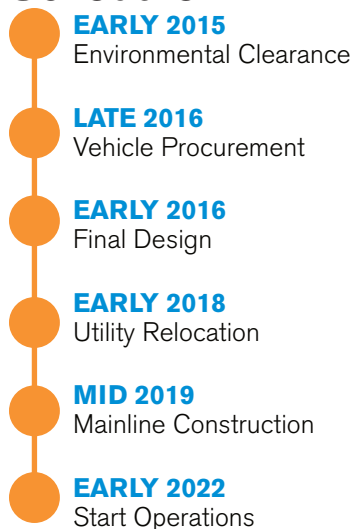 EARLY 2015
Environmental Clearance
LATE 2016
Vehicle Procurement
EARLY 2016
Final Design
EARLY 2018
Utility Relocation
MID 2019
Mainline Construction
EARLY 2022
Start Operations